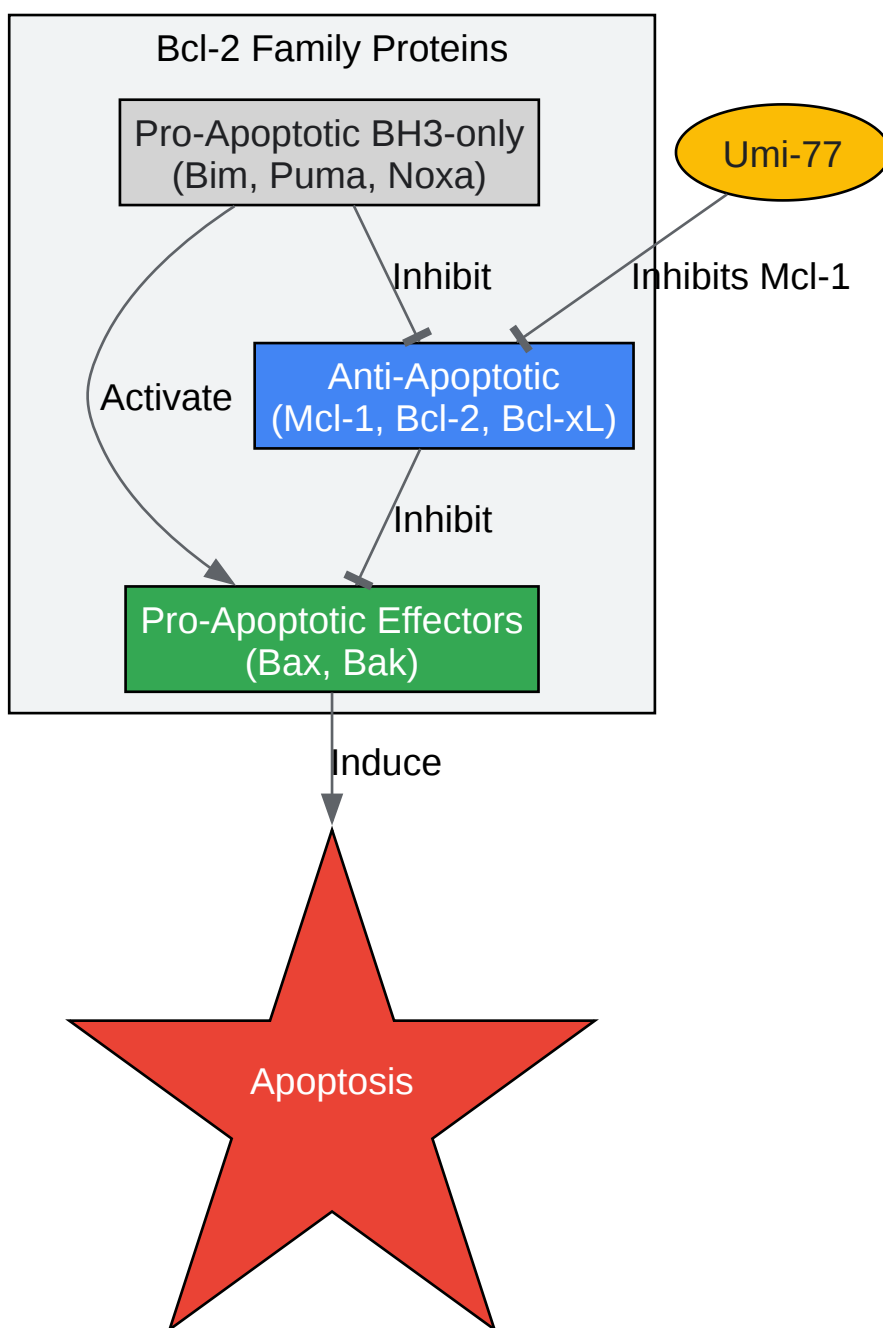 Bcl-2 Family Proteins
Pro-Apoptotic BH3-only
(Bim, Puma, Noxa)
Umi-77
Inhibit
Inhibits Mcl-1
Anti-Apoptotic
(Mcl-1, Bcl-2, Bcl-xL)
Activate
Inhibit
Pro-Apoptotic Effectors
(Bax, Bak)
Induce
Apoptosis